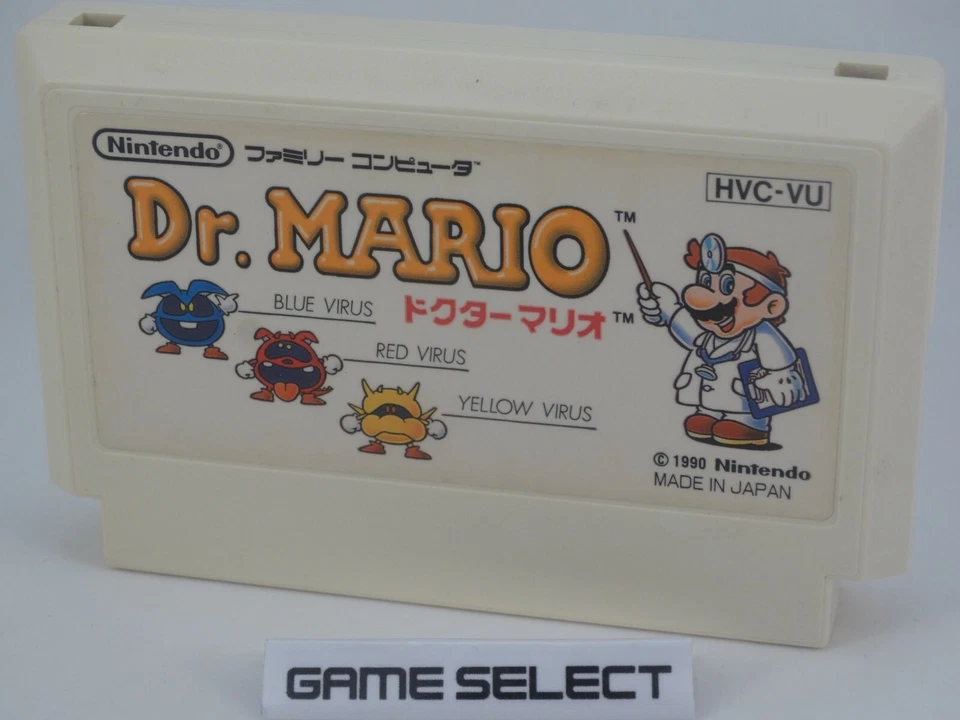 Nintendo® ファミリー コンピュータ™
HVC-VU
Dr. MARIO™
ドクターマリオ™
BLUE VIRUS
RED VIRUS
YELLOW VIRUS
© 1990 Nintendo
MADE IN JAPAN
GAME SELECT